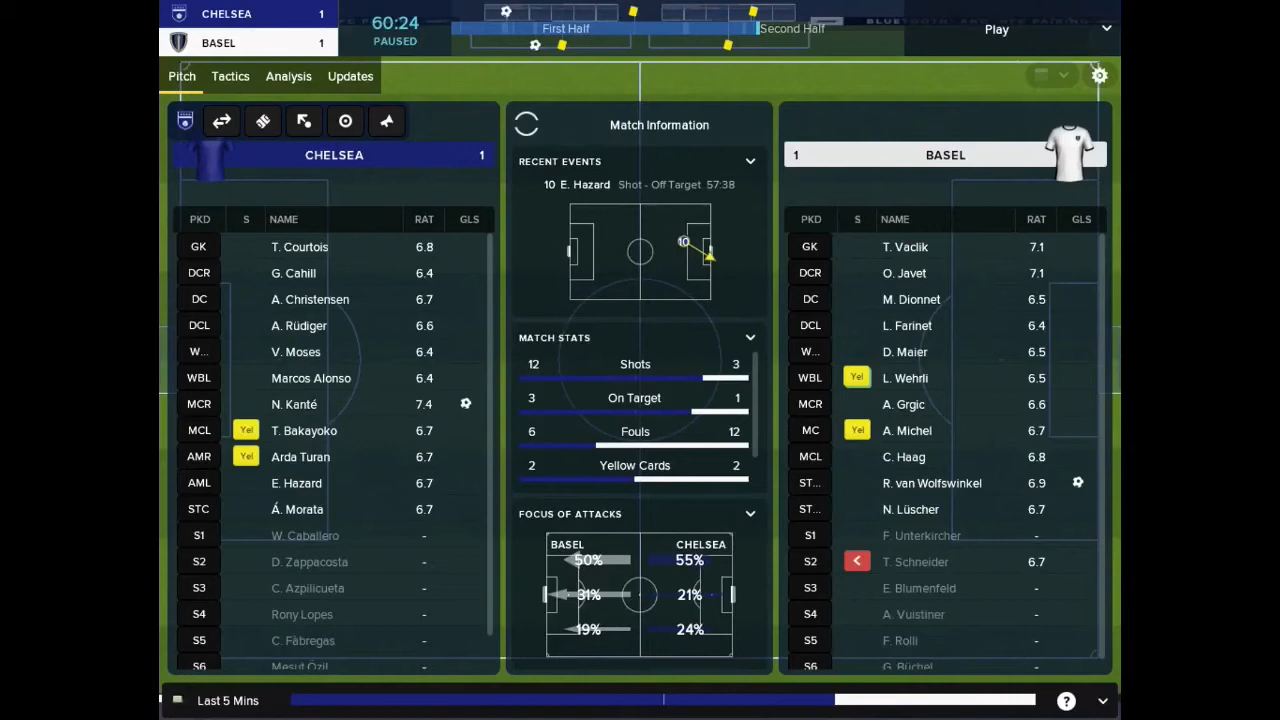 CHELSEA 1
BASEL 1
60:24
PAUSED
First Half
Second Half
Play
Pitch Tactics Analysis Updates
CHELSEA 1
PKD S NAME RAT GLS
GK T. Courtois 6.8
DCR G. Cahill 6.4
DC A. Christensen 6.7
DCL A. Rüdiger 6.6
W... V. Moses 6.4
WBL Marcos Alonso 6.4
MCR N. Kanté 7.4
MCL Yel T. Bakayoko 6.7
AMR Yel Arda Turan 6.7
AML E. Hazard 6.7
STC Á. Morata 6.7
S1 W. Caballero -
S2 D. Zappacosta -
S3 C. Azpilicueta -
S4 Rony Lopes -
S5 C. Fàbregas -
S6 Mesut Özil -
Match Information
RECENT EVENTS
10 E. Hazard Shot - Off Target 57:38
10
MATCH STATS
12 Shots 3
3 On Target 1
6 Fouls 12
2 Yellow Cards 2
FOCUS OF ATTACKS
BASEL CHELSEA
50% 55%
31% 21%
19% 24%
1 BASEL
PKD S NAME RAT GLS
GK T. Vaclik 7.1
DCR O. Javet 7.1
DC M. Dionnet 6.5
DCL L. Farinet 6.4
W... D. Maier 6.5
WBL Yel L. Wehrli 6.5
MCR A. Grgic 6.6
MC Yel A. Michel 6.7
MCL C. Haag 6.8
ST... R. van Wolfswinkel 6.9
ST... N. Lüscher 6.7
S1 F. Unterkircher -
S2 T. Schneider 6.7
S3 E. Blumenfeld -
S4 A. Vuistiner -
S5 F. Rolli -
S6 G. Büchel -
Last 5 Mins
?